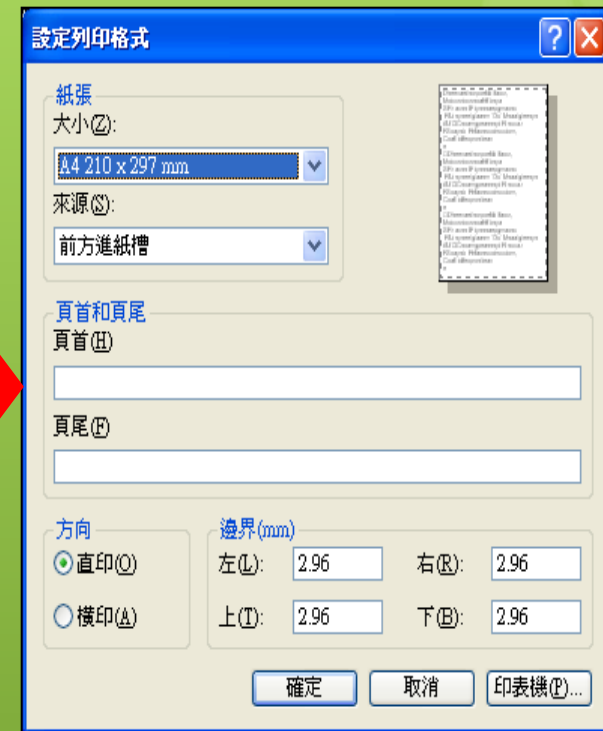 設定列印格式
紙張
大小(Z):
A4 210 x 297 mm
來源(S):
前方進紙槽
頁首和頁尾
頁首(H)
頁尾(F)
方向
直印(O)
橫印(A)
邊界(mm)
左(L): 2.96 右(R): 2.96
上(T): 2.96 下(B): 2.96
確定 取消 印表機(P)...